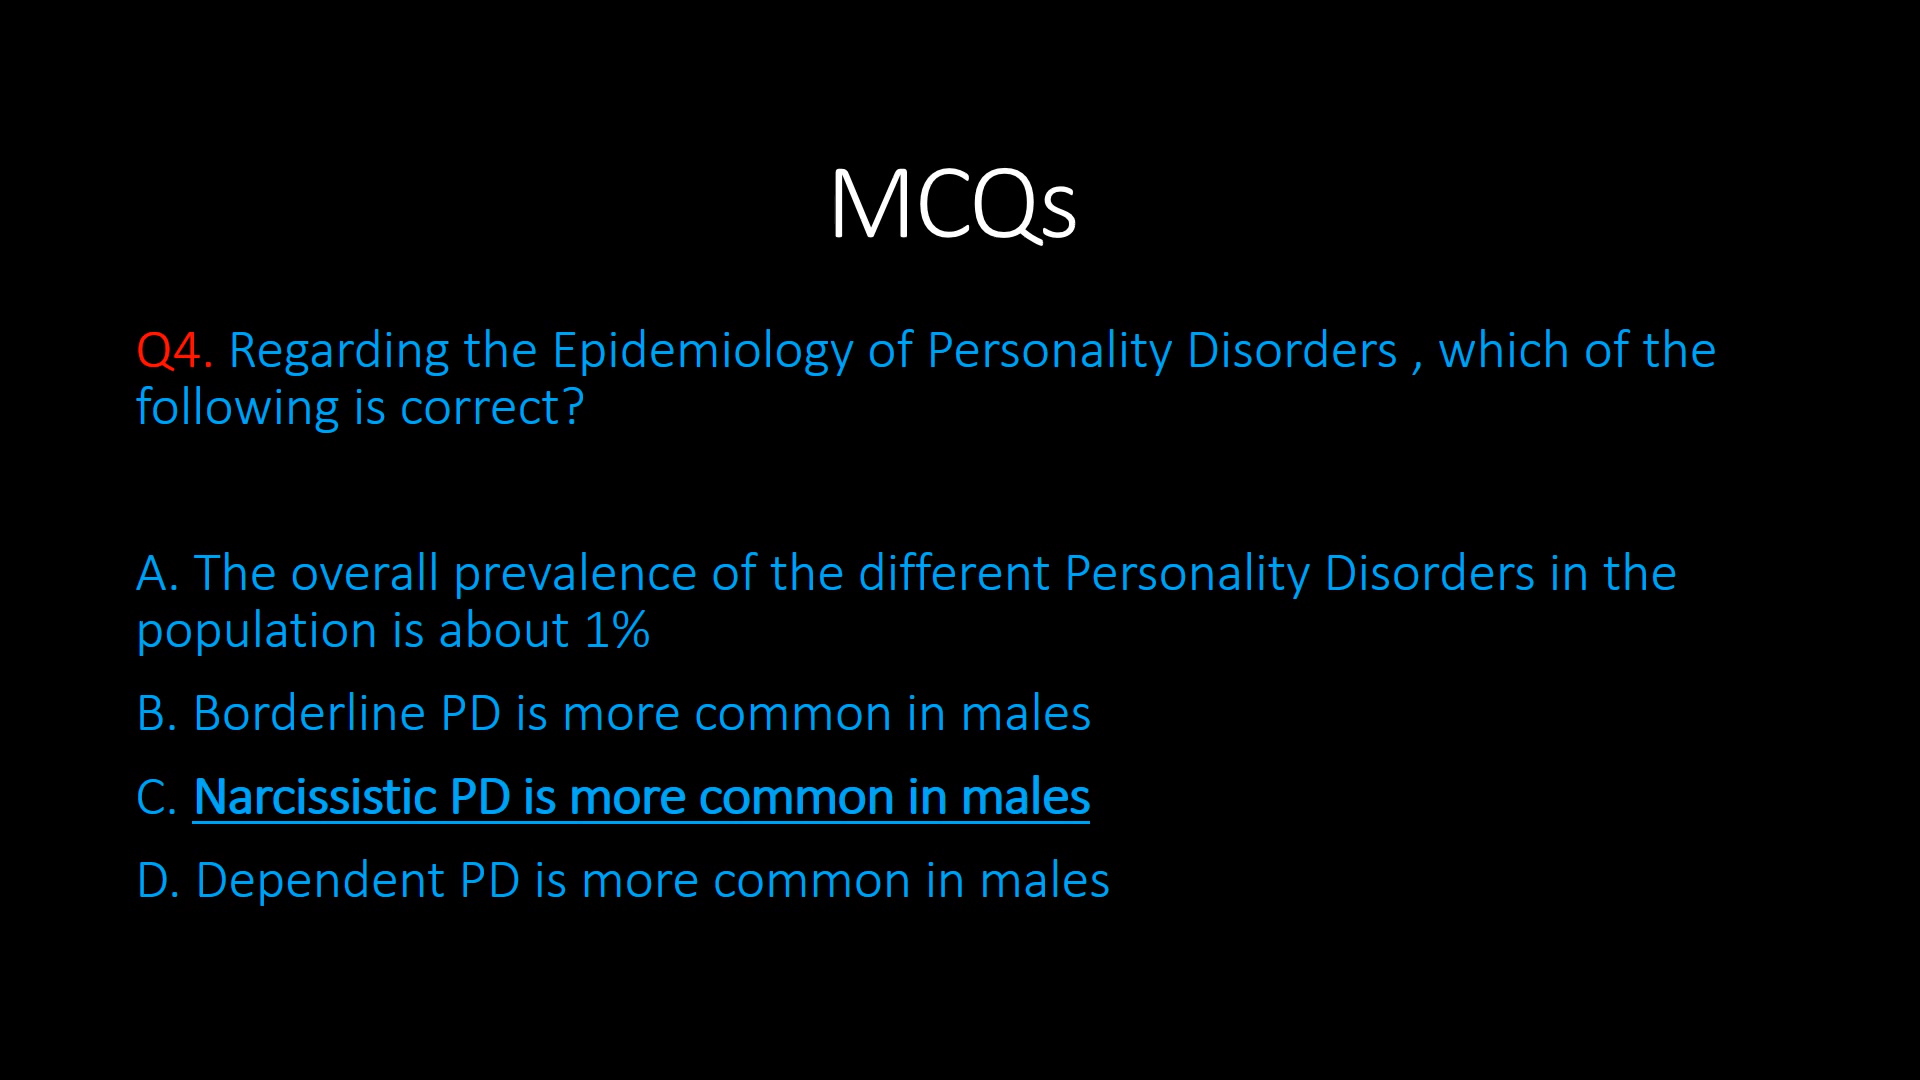 MCQs
Q4. Regarding the Epidemiology of Personality Disorders , which of the
following is correct?
A. The overall prevalence of the different Personality Disorders in the
population is about 1%
B. Borderline PD is more common in males
C. Narcissistic PD is more common in males
D. Dependent PD is more common in males